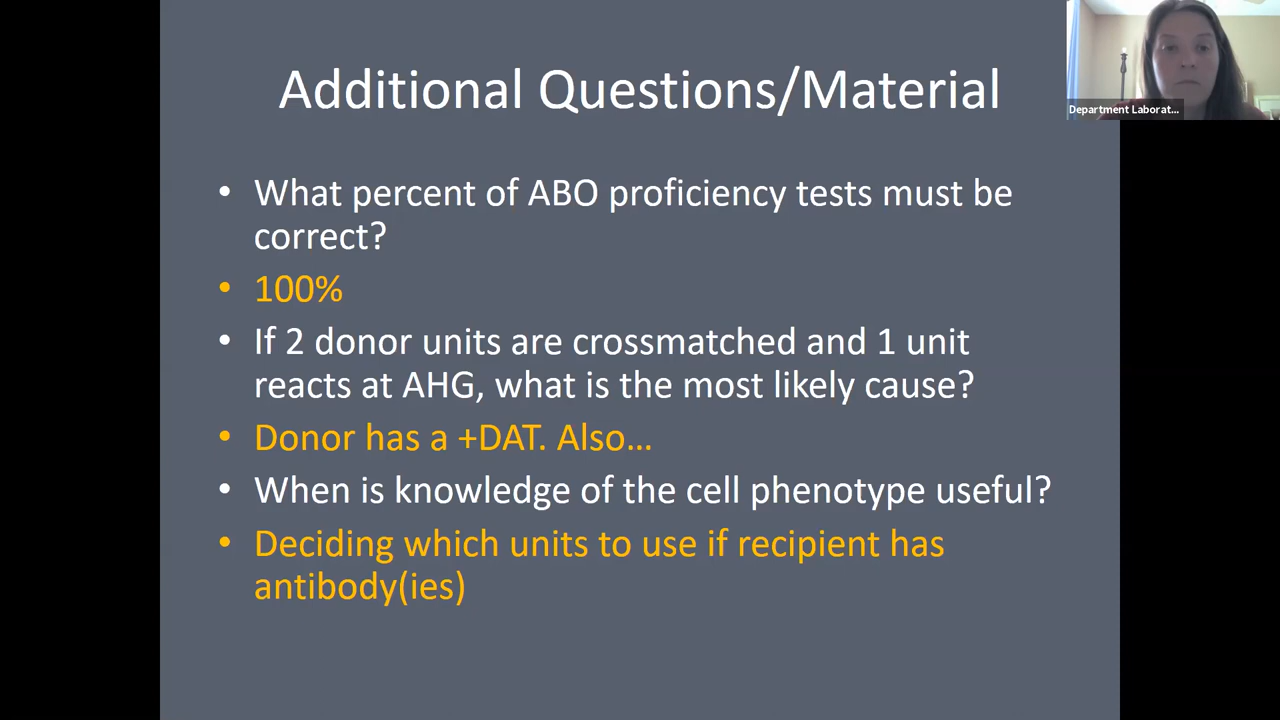 Additional Questions/Material
Department Laborat...
• What percent of ABO proficiency tests must be
correct?
• 100%
• If 2 donor units are crossmatched and 1 unit
reacts at AHG, what is the most likely cause?
• Donor has a +DAT. Also…
• When is knowledge of the cell phenotype useful?
• Deciding which units to use if recipient has
antibody(ies)